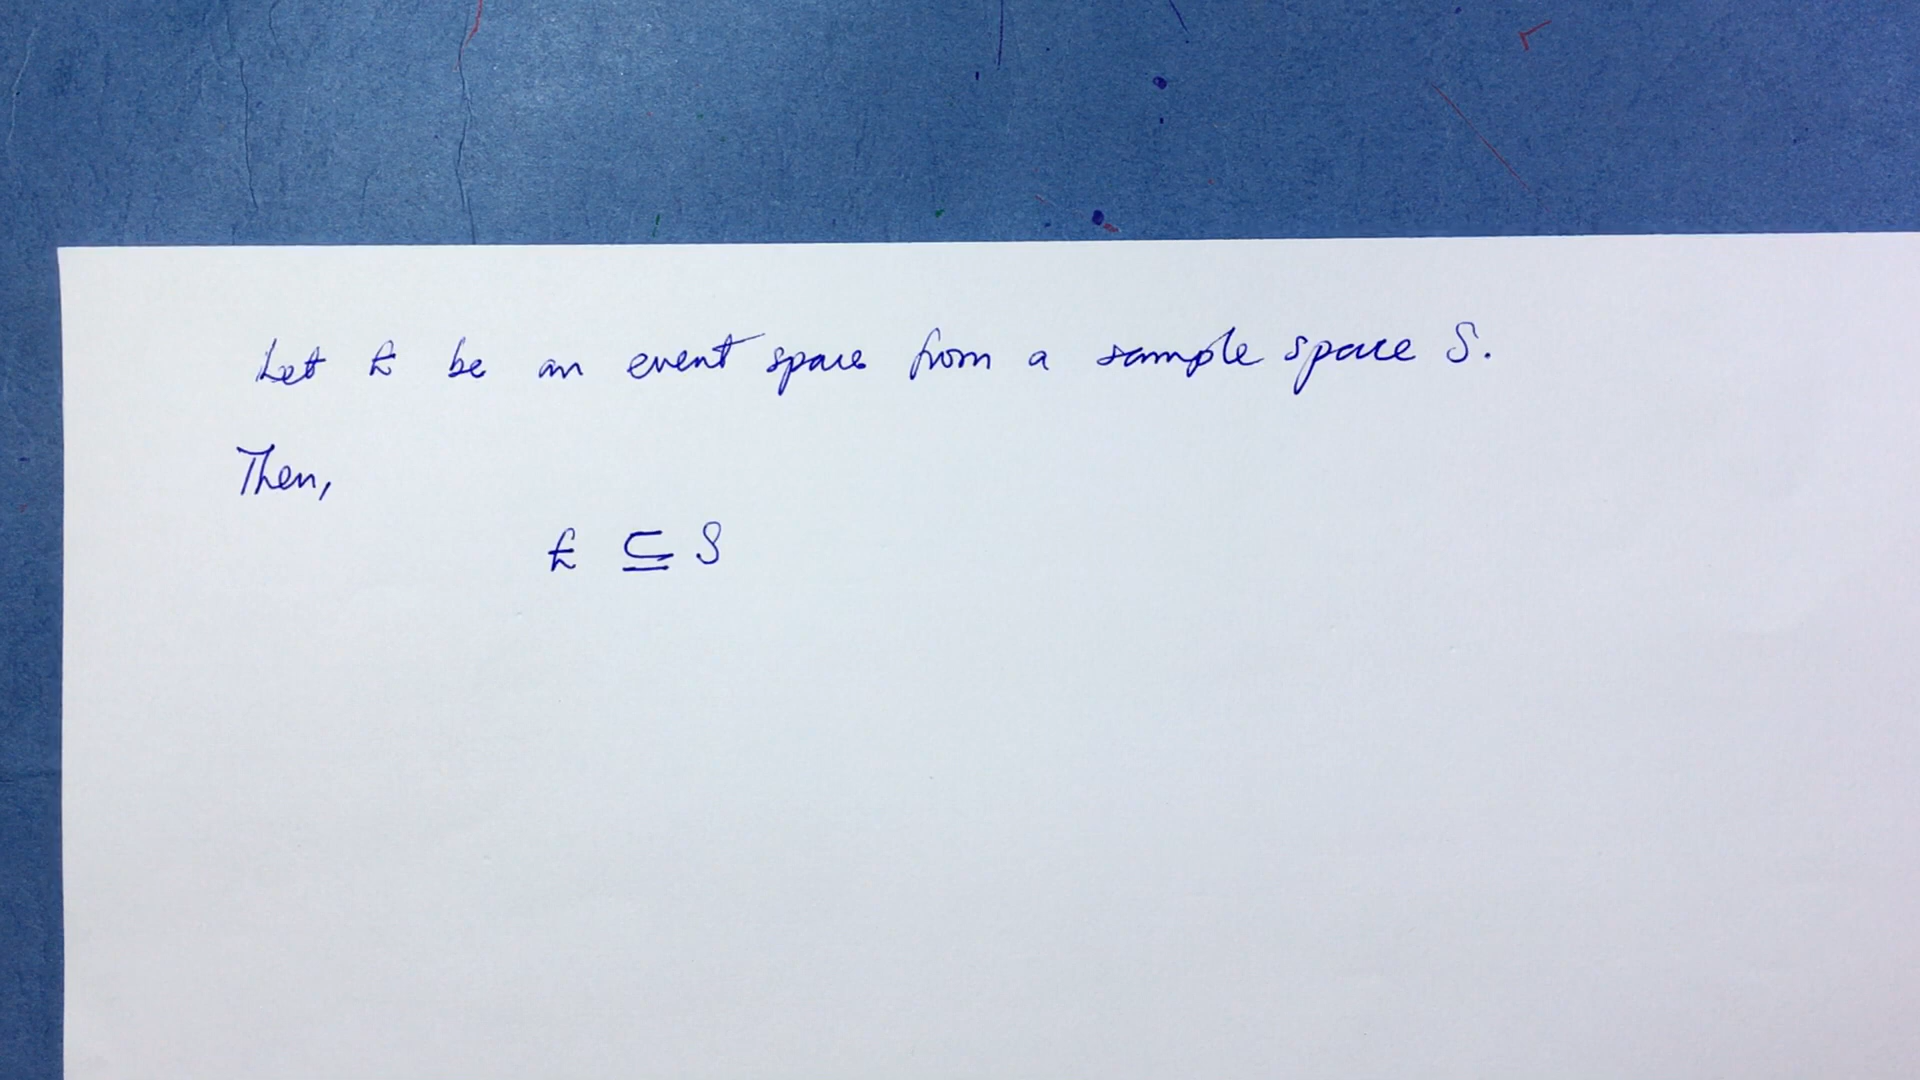 Let E be an event space from a sample space S.
Then,
E ⊆ S